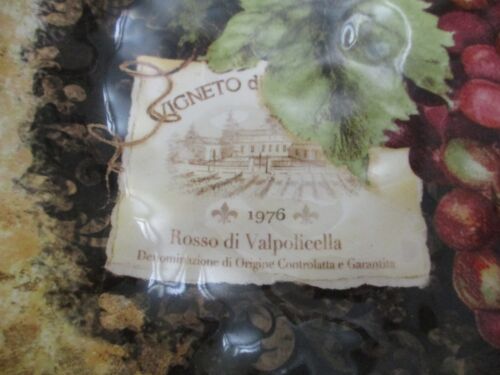 VIGNETO d
1976
Rosso di Valpolicella
Denominazione di Origine Controlatta e Garantita